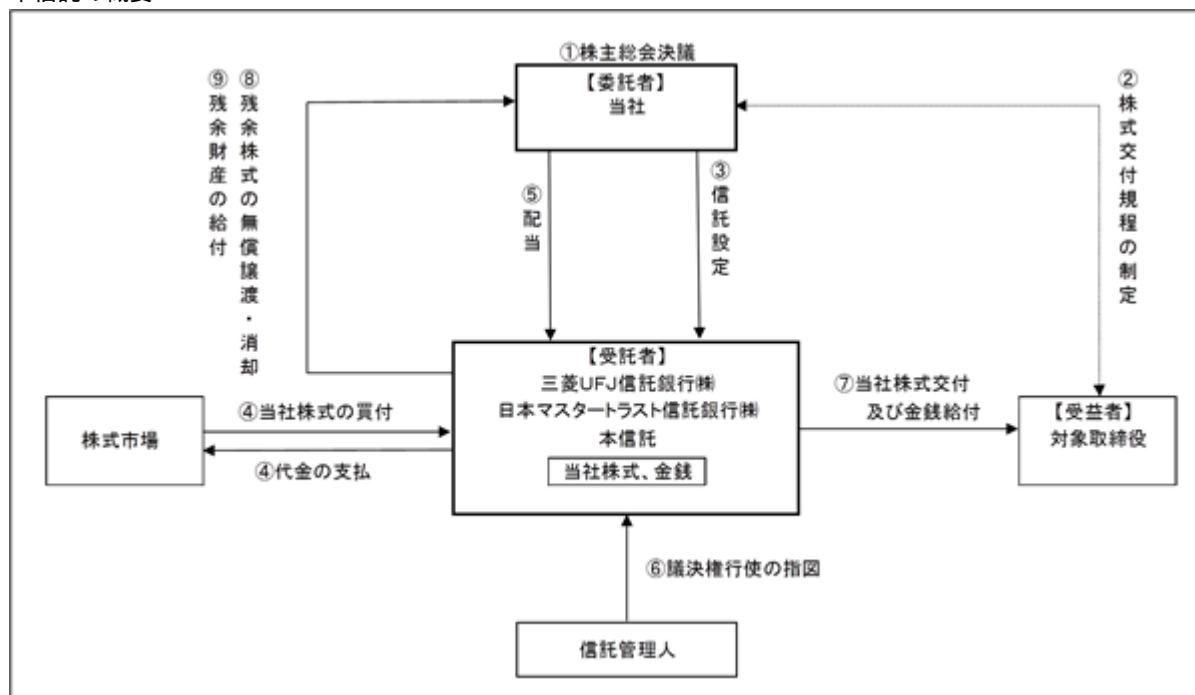 ①株主総会決議
【委託者】
当社
⑨残余財産の給付
⑧残余株式の無償譲渡・消却
②株式交付規程の制定
⑤配当
③信託設定
【受託者】
三菱UFJ信託銀行㈱
日本マスタートラスト信託銀行㈱
本信託
当社株式、金銭
株式市場
④当社株式の買付
④代金の支払
⑦当社株式交付
及び金銭給付
【受益者】
対象取締役
⑥議決権行使の指図
信託管理人